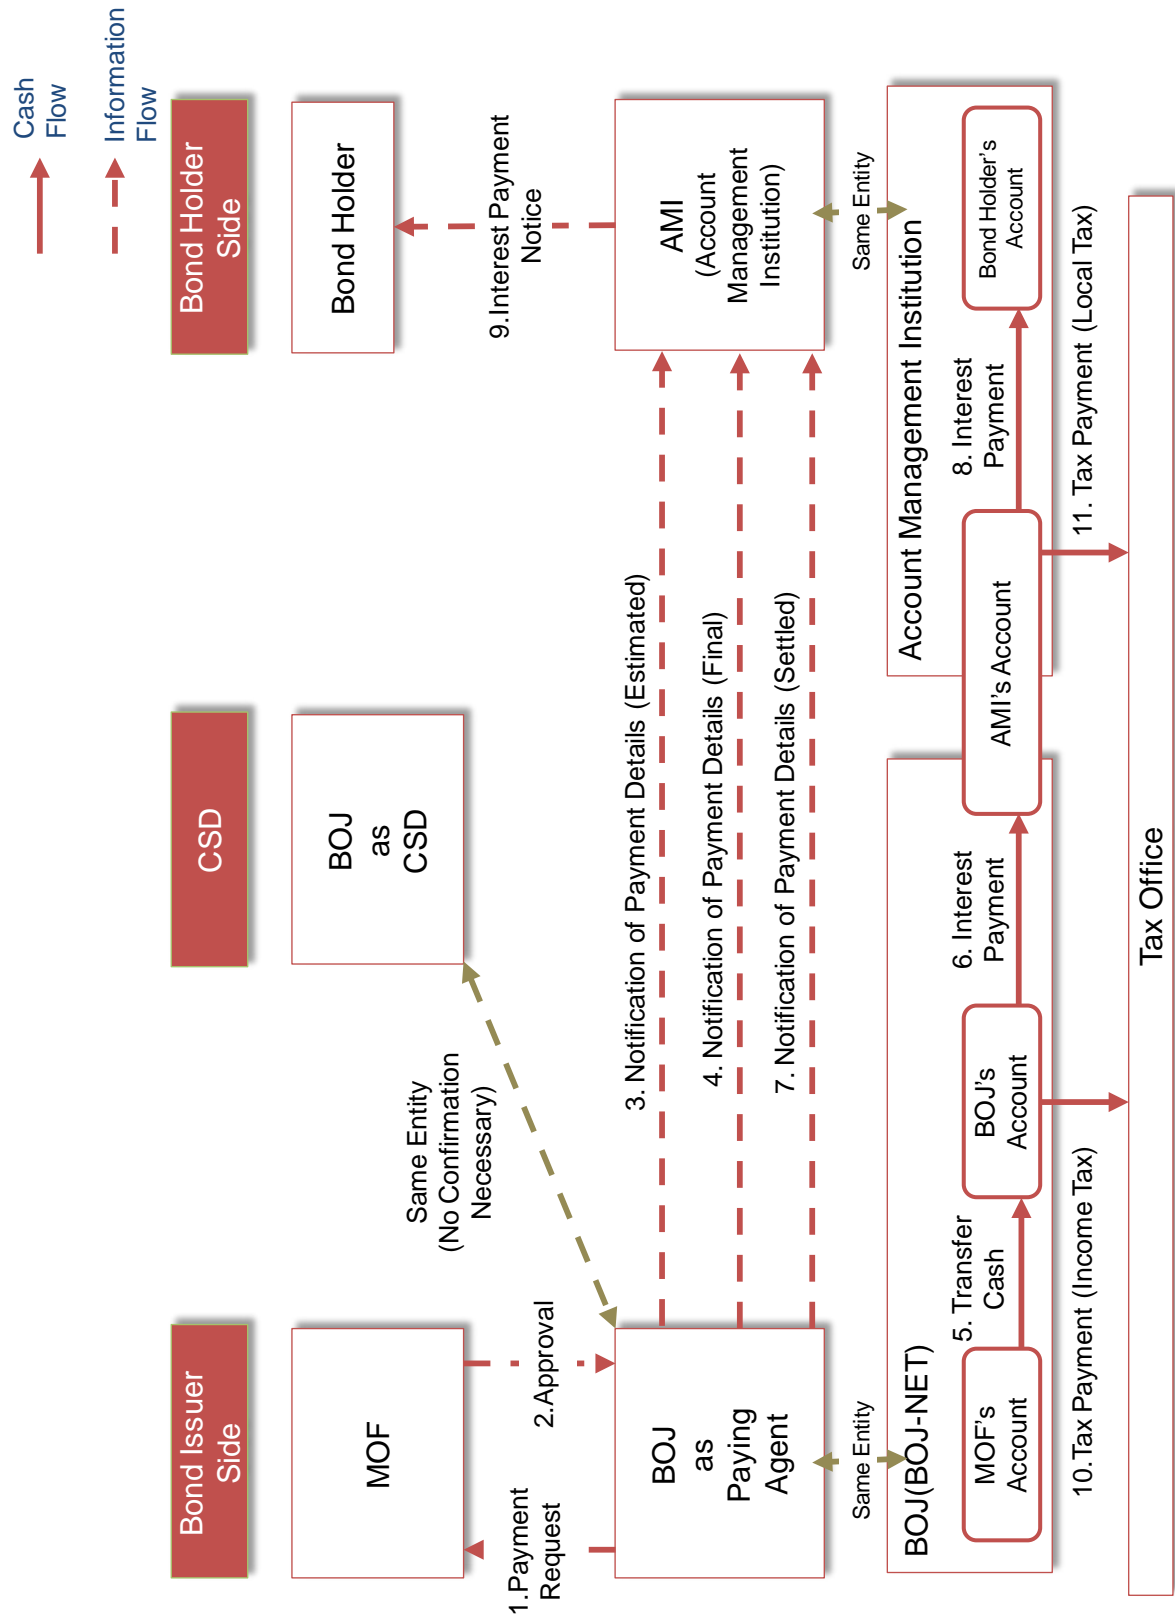 Cash
Flow
Information
Flow
Bond Issuer
Side
CSD
Bond Holder
Side
MOF
BOJ
as
CSD
Bond Holder
1.Payment
Request
2.Approval
Same Entity
(No Confirmation
Necessary)
9.Interest Payment
Notice
BOJ
as
Paying
Agent
3. Notification of Payment Details (Estimated)
4. Notification of Payment Details (Final)
7. Notification of Payment Details (Settled)
AMI
(Account
Management
Institution)
Same Entity
Same Entity
BOJ(BOJ-NET)
Account Management Institution
MOF's
Account
5. Transfer
Cash
BOJ's
Account
6. Interest
Payment
AMI's Account
8. Interest
Payment
Bond Holder's
Account
10.Tax Payment (Income Tax)
11. Tax Payment (Local Tax)
Tax Office